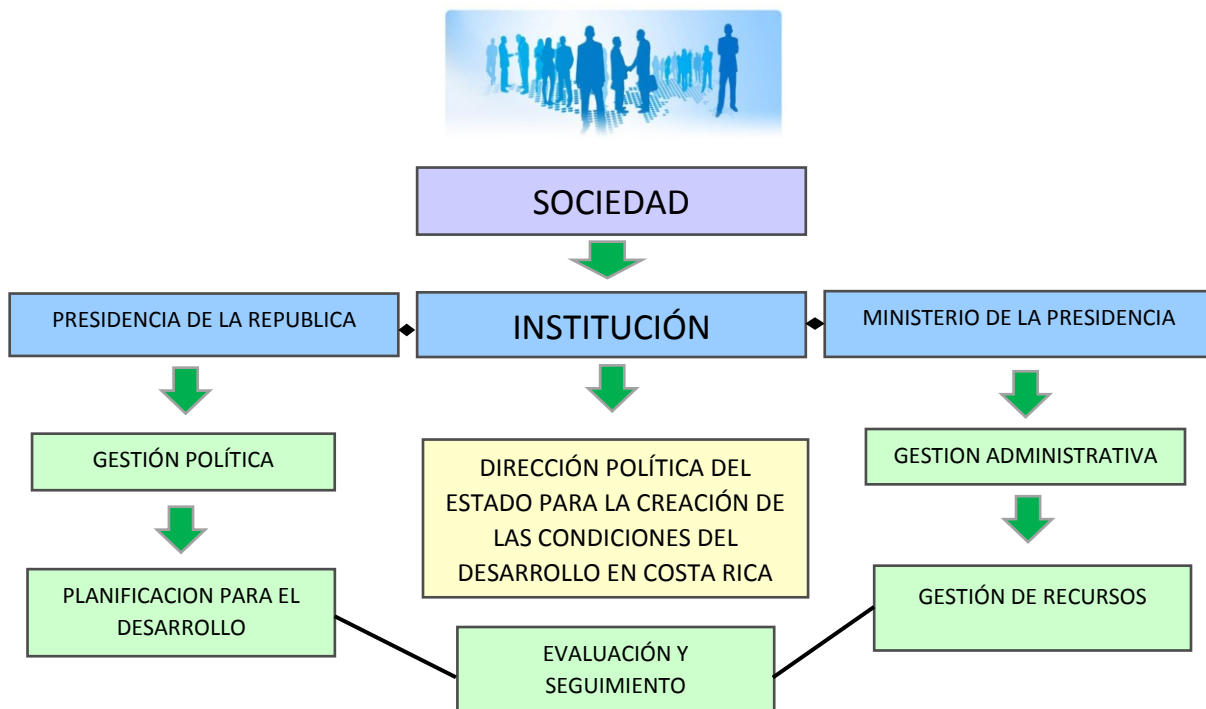 SOCIEDAD
PRESIDENCIA DE LA REPUBLICA
INSTITUCIÓN
MINISTERIO DE LA PRESIDENCIA
GESTIÓN POLÍTICA
DIRECCIÓN POLÍTICA DEL
ESTADO PARA LA CREACIÓN DE
LAS CONDICIONES DEL
DESARROLLO EN COSTA RICA
GESTION ADMINISTRATIVA
PLANIFICACION PARA EL
DESARROLLO
GESTIÓN DE RECURSOS
EVALUACIÓN Y
SEGUIMIENTO